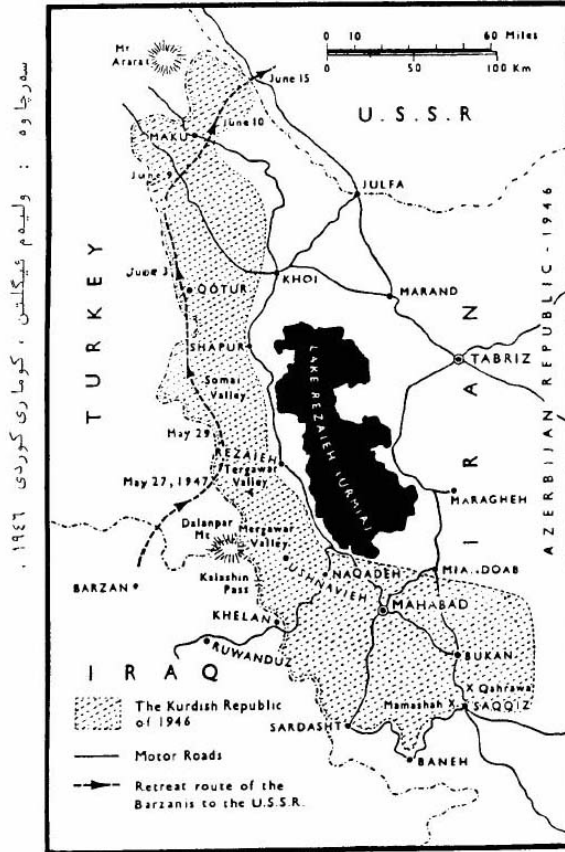 سەرچاوە : ولیەم ئیگلتن ، کوماری کوردی ١٩٤٦ .
0 10 60 Miles
0 100 Km
Mt
Ararat
June 15
U.S.S.R
June 10
MAKU
June 9
JULFA
TURKEY
June 3
KHOI
QOTUR
MARAND
SHAPUR
TABRIZ
LAKE REZAIEH (URMIA)
IRAN
AZERBIJAN REPUBLIC-1946
Somai
Valley
May 29
REZAIEH
Tergawar
Valley
May 27, 1947
MARAGHEH
Dalanpar
Mt
Mergawar
Valley
USHNAVIEH
NAQADEH
MIANDOAB
BARZAN
Kalashin
Pass
MAHABAD
KHELAN
RUWANDUZ
BUKAN
IRAQ
X Qahrawa
Mamashah X
SAQQIZ
SARDASHT
BANEH
The Kurdish Republic
of 1946
Motor Roads
Retreat route of the
Barzanis to the U.S.S.R.